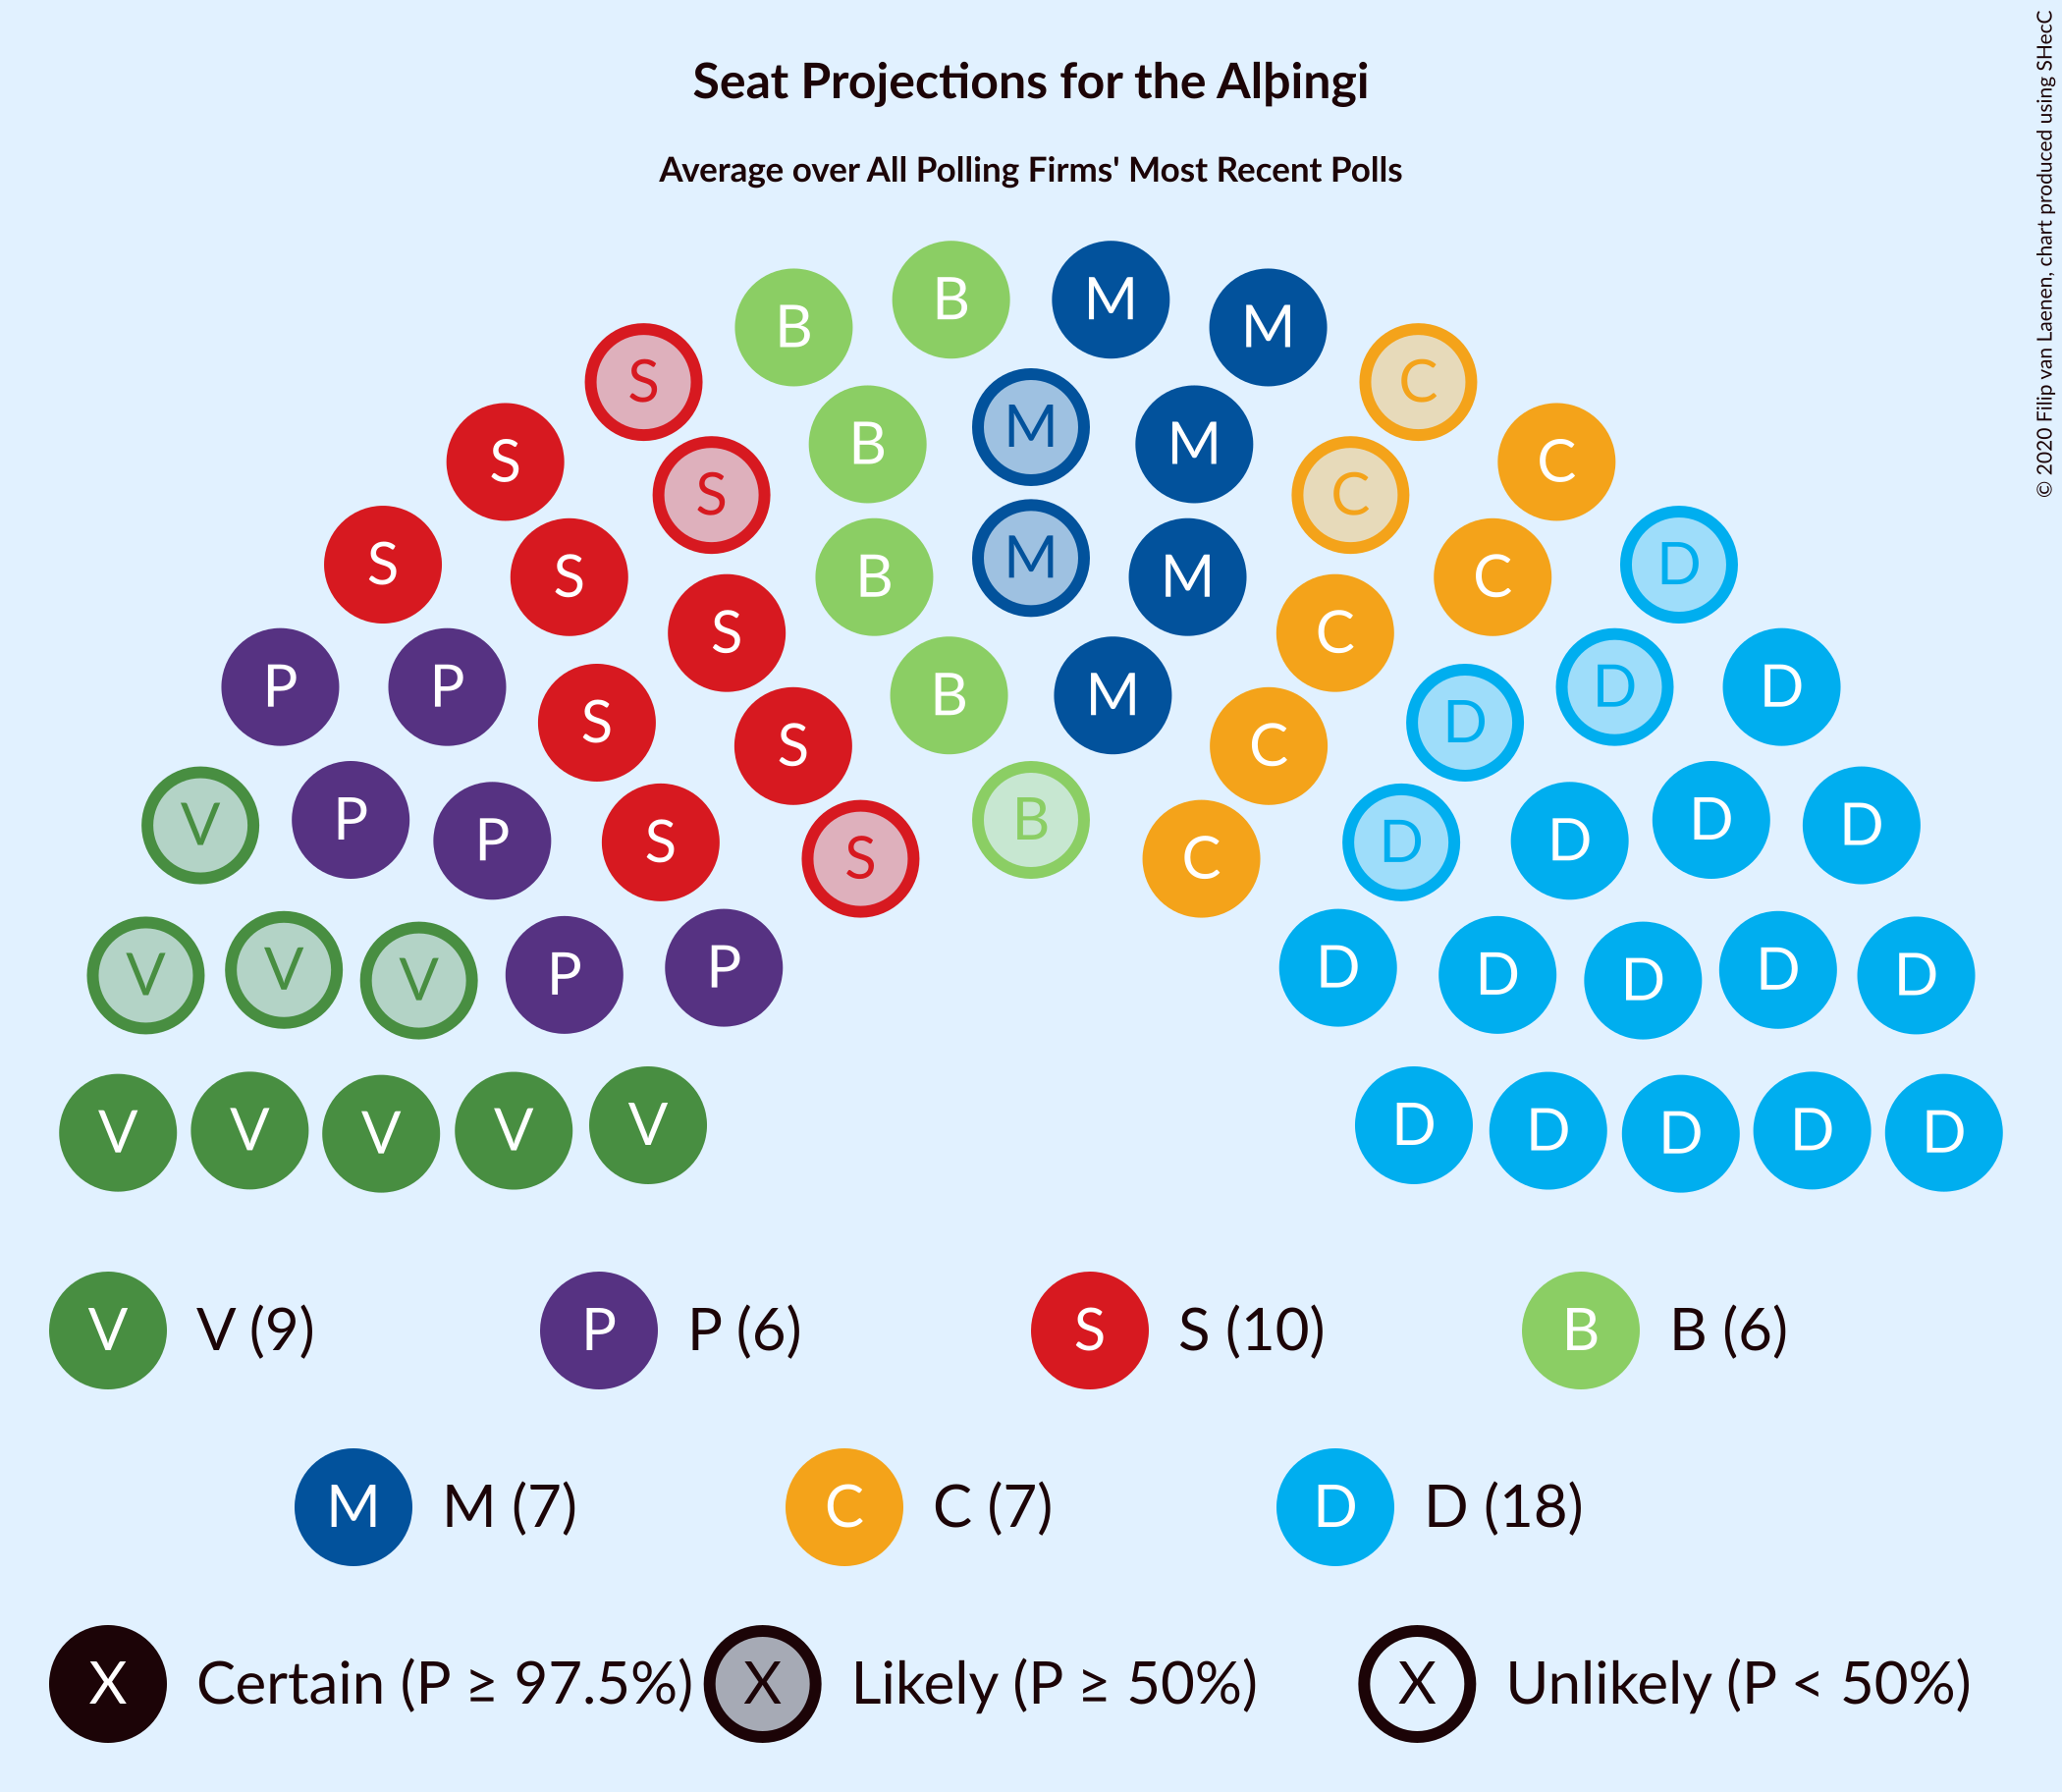 Seat Projections for the Alþingi
Average over All Polling Firms' Most Recent Polls
© 2020 Filip van Laenen, chart produced using SHecC
B B M M
S M C
B M C
S S C
S M D
S S B M C C
S C
P P S B M D D D
S C
V P P S S B C D D D D
V V V P P D D D D D
V V V V V D D D D D
V V (9) P P (6) S S (10) B B (6)
M M (7) C C (7) D D (18)
X Certain (P ≥ 97.5%) X Likely (P ≥ 50%) X Unlikely (P < 50%)